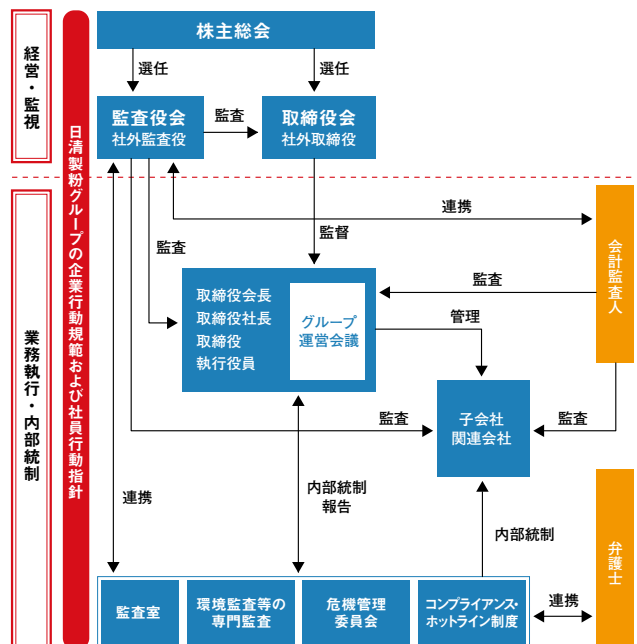 経営・監視
業務執行・内部統制
日清製粉グループの企業行動規範および社員行動指針
株主総会
選任
選任
監査役会
社外監査役
監査
取締役会
社外取締役
連携
監査
監督
会計監査人
監査
取締役会長
取締役社長
取締役
執行役員
グループ
運営会議
管理
監査
子会社
関連会社
監査
連携
内部統制
報告
内部統制
弁護士
監査室
環境監査等の
専門監査
危機管理
委員会
コンプライアンス・
ホットライン制度
連携